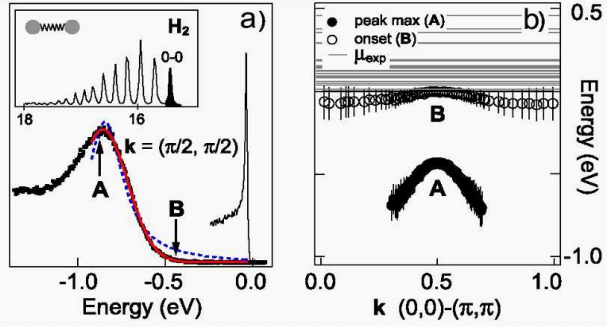 a)
H₂
0-0
18
16
k = (π/2, π/2)
A
B
-1.0
-0.5
0.0
Energy (eV)
b)
peak max (A)
onset (B)
μexp
B
A
0.5
-1.0
Energy (eV)
0.0
0.5
1.0
k (0,0)-(π,π)